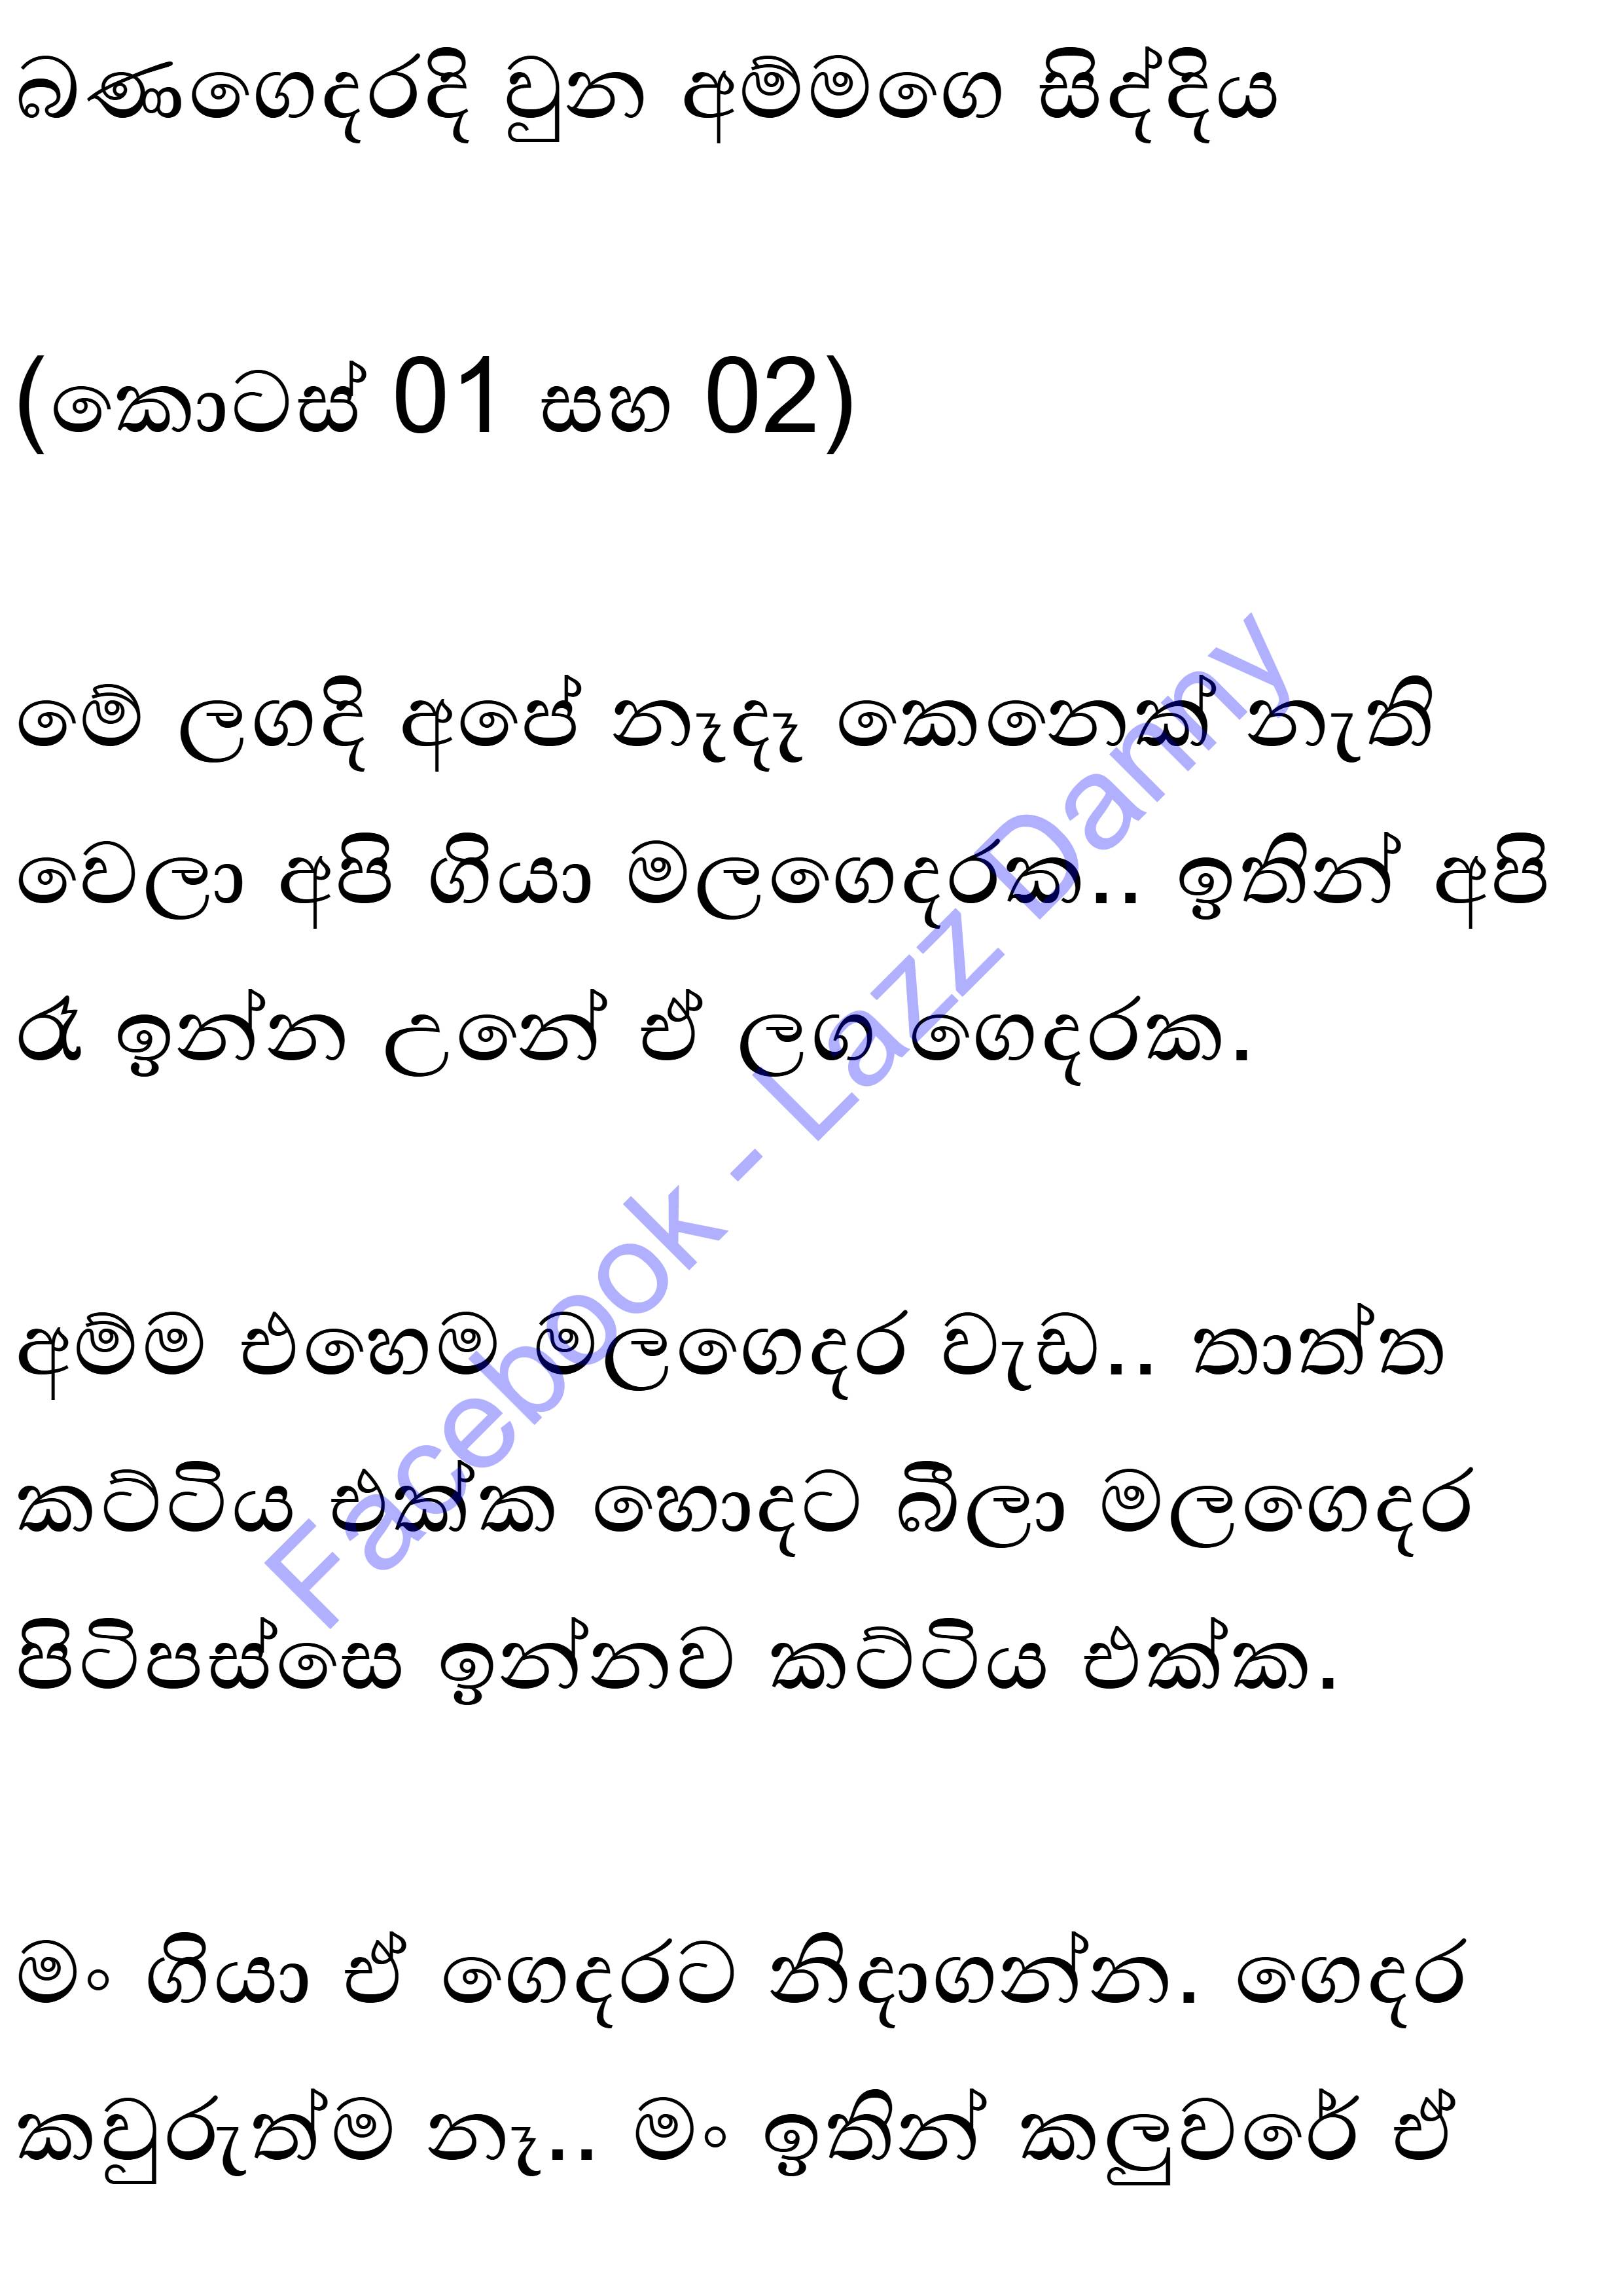 බණගෙදරදි වුන අම්මගෙ සිද්දිය
(කොටස් 01 සහ 02)
මේ ලගදි අපේ නෑදෑ කෙනෙක් නැති
වෙලා අපි ගියා මලගෙදරක.. ඉතින් අපි
රෑ ඉන්න උනේ ඒ ලග ගෙදරක.
අම්ම එහෙම මලගෙදර වැඩ.. තාත්ත
කට්ටිය එක්ක හොදට බීලා මලගෙදර
පිටිපස්සෙ ඉන්නව කට්ටිය එක්ක.
මං ගියා ඒ ගෙදරට නිදාගන්න. ගෙදර
කවුරුත්ම නෑ.. මං ඉතින් කලුවරේ ඒ
Facebook - Lazz Danny